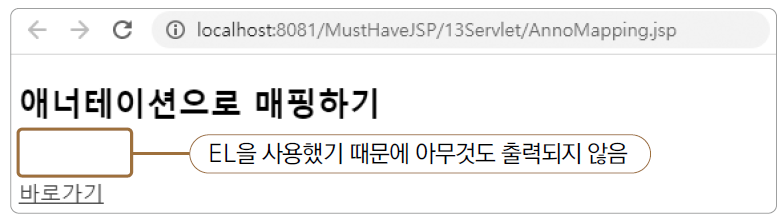 localhost:8081/MustHaveJSP/13Servlet/AnnoMapping.jsp
애너테이션으로 매핑하기
EL을 사용했기 때문에 아무것도 출력되지 않음
바로가기